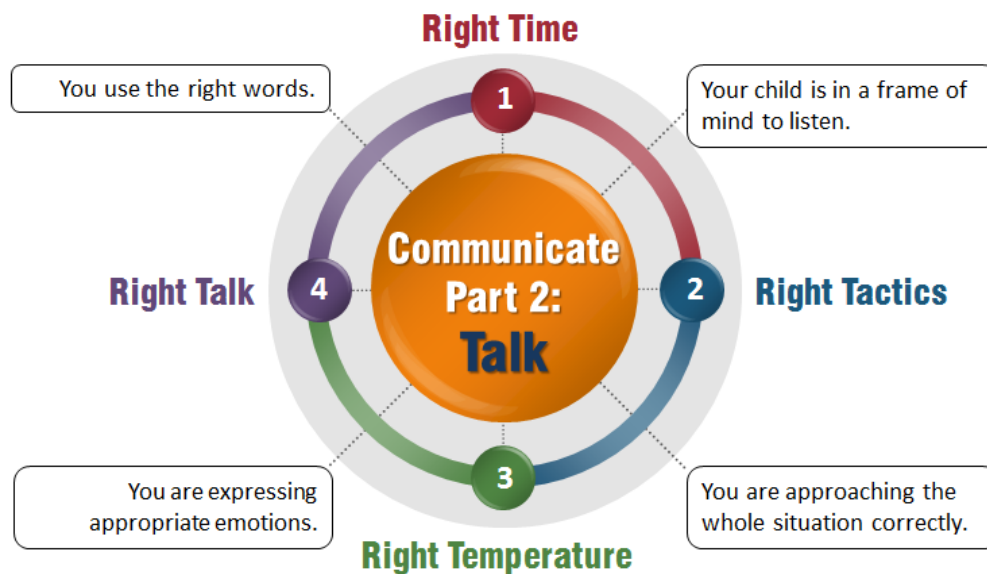 Right Time
1
Your child is in a frame of
mind to listen.
2
Right Tactics
You are approaching the
whole situation correctly.
3
Right Temperature
You are expressing
appropriate emotions.
4
Right Talk
You use the right words.
Communicate
Part 2:
Talk